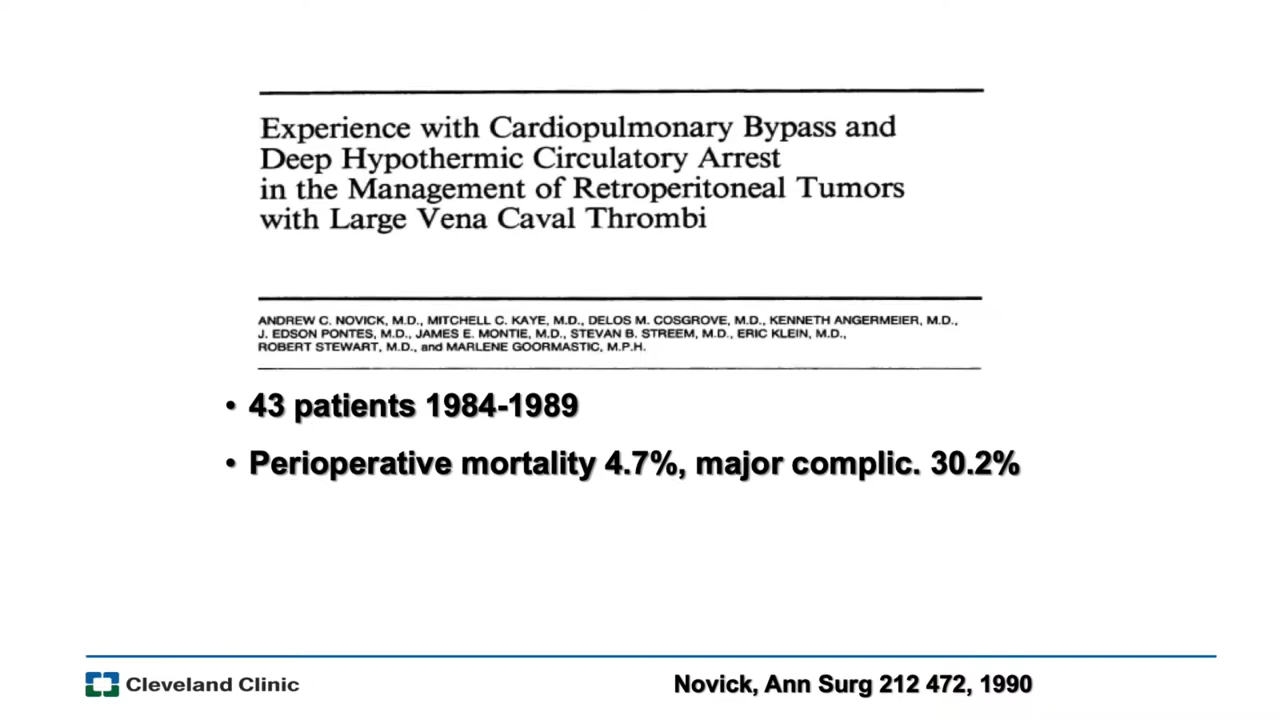 Experience with Cardiopulmonary Bypass and
Deep Hypothermic Circulatory Arrest
in the Management of Retroperitoneal Tumors
with Large Vena Caval Thrombi
ANDREW C. NOVICK, M.D., MITCHELL C. KAYE, M.D., DELOS M. COSGROVE, M.D., KENNETH ANGERMEIER, M.D.,
J. EDSON PONTES, M.D., JAMES E. MONTIE, M.D., STEVAN B. STREEM, M.D., ERIC KLEIN, M.D.,
ROBERT STEWART, M.D., and MARLENE GOORMASTIC, M.P.H.
• 43 patients 1984-1989
• Perioperative mortality 4.7%, major complic. 30.2%
Cleveland Clinic
Novick, Ann Surg 212 472, 1990